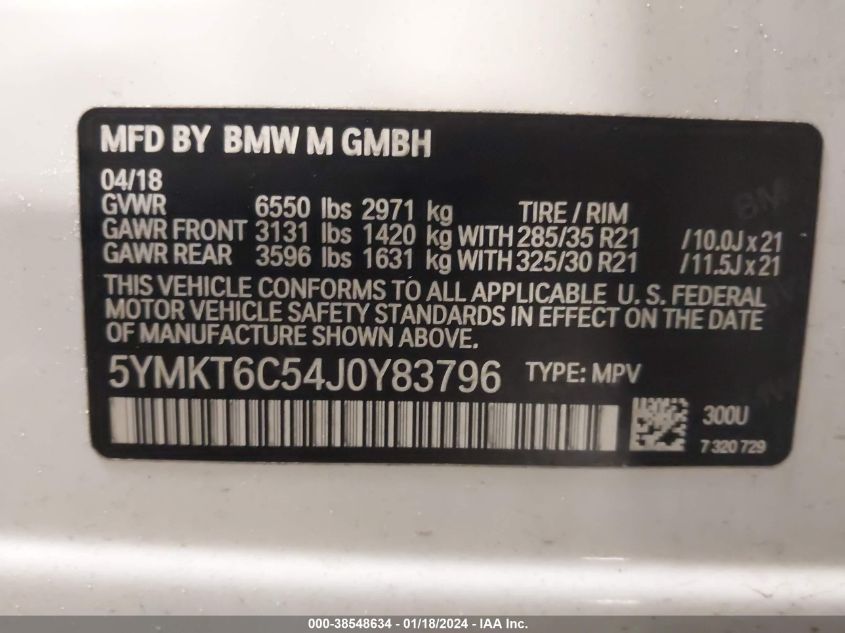 MFD BY BMW M GMBH
04/18
GVWR 6550 lbs 2971 kg TIRE / RIM
GAWR FRONT 3131 lbs 1420 kg WITH 285/35 R21 /10.0J x 21
GAWR REAR 3596 lbs 1631 kg WITH 325/30 R21 /11.5J x 21
THIS VEHICLE CONFORMS TO ALL APPLICABLE U. S. FEDERAL
MOTOR VEHICLE SAFETY STANDARDS IN EFFECT ON THE DATE
OF MANUFACTURE SHOWN ABOVE.
5YMKT6C54J0Y83796 TYPE: MPV
300U
7 320 729
000-38548634 - 01/18/2024 - IAA Inc.